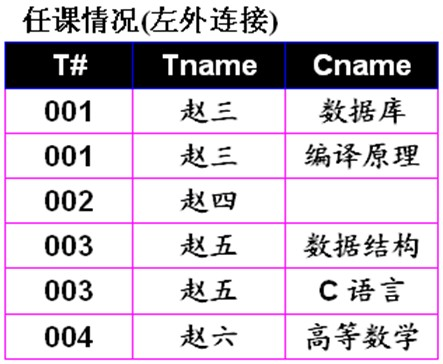 任课情况(左外连接)
T# Tname Cname
001 赵三 数据库
001 赵三 编译原理
002 赵四
003 赵五 数据结构
003 赵五 C语言
004 赵六 高等数学